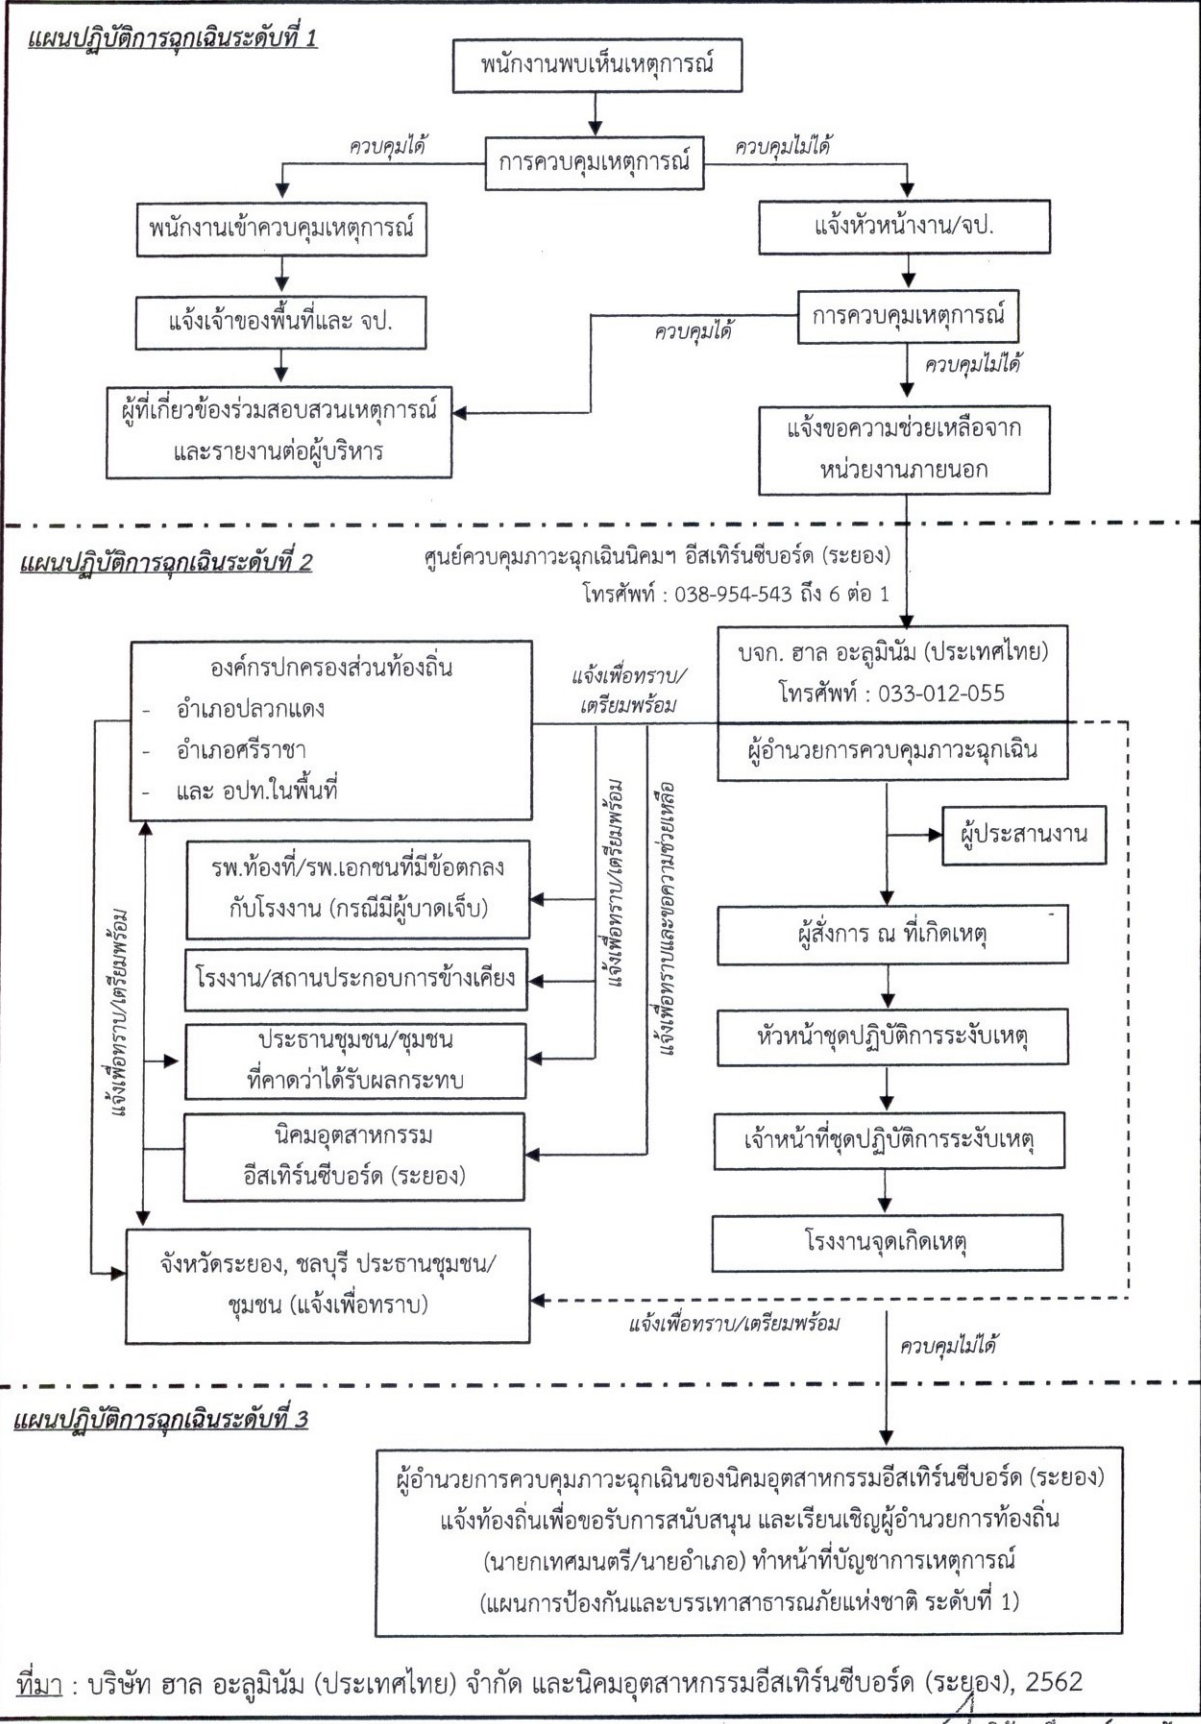 แผนปฏิบัติการฉุกเฉินระดับที่ 1
พนักงานพบเห็นเหตุการณ์
ควบคุมได้
การควบคุมเหตุการณ์
ควบคุมไม่ได้
พนักงานเข้าควบคุมเหตุการณ์
แจ้งหัวหน้างาน/จป.
แจ้งเจ้าของพื้นที่และ จป.
การควบคุมเหตุการณ์
ควบคุมได้
ควบคุมไม่ได้
ผู้ที่เกี่ยวข้องร่วมสอบสวนเหตุการณ์
และรายงานต่อผู้บริหาร
แจ้งขอความช่วยเหลือจาก
หน่วยงานภายนอก
แผนปฏิบัติการฉุกเฉินระดับที่ 2
ศูนย์ควบคุมภาวะฉุกเฉินนิคมฯ อีสเทิร์นซีบอร์ด (ระยอง)
โทรศัพท์ : 038-954-543 ถึง 6 ต่อ 1
องค์กรปกครองส่วนท้องถิ่น
- อำเภอปลวกแดง
- อำเภอศรีราชา
- และ อปท.ในพื้นที่
แจ้งเพื่อทราบ/
เตรียมพร้อม
บจก. ฮาล อะลูมินัม (ประเทศไทย)
โทรศัพท์ : 033-012-055
ผู้อำนวยการควบคุมภาวะฉุกเฉิน
ผู้ประสานงาน
รพ.ท้องที่/รพ.เอกชนที่มีข้อตกลง
กับโรงงาน (กรณีมีผู้บาดเจ็บ)
แจ้งเพื่อทราบ/เตรียมพร้อม
แจ้งเพื่อทราบและขอความช่วยเหลือ
แจ้งเพื่อทราบ/เตรียมพร้อม
ผู้สั่งการ ณ ที่เกิดเหตุ
โรงงาน/สถานประกอบการข้างเคียง
หัวหน้าชุดปฏิบัติการระงับเหตุ
ประธานชุมชน/ชุมชน
ที่คาดว่าได้รับผลกระทบ
เจ้าหน้าที่ชุดปฏิบัติการระงับเหตุ
นิคมอุตสาหกรรม
อีสเทิร์นซีบอร์ด (ระยอง)
โรงงานจุดเกิดเหตุ
จังหวัดระยอง, ชลบุรี ประธานชุมชน/
ชุมชน (แจ้งเพื่อทราบ)
แจ้งเพื่อทราบ/เตรียมพร้อม
ควบคุมไม่ได้
แผนปฏิบัติการฉุกเฉินระดับที่ 3
ผู้อำนวยการควบคุมภาวะฉุกเฉินของนิคมอุตสาหกรรมอีสเทิร์นซีบอร์ด (ระยอง)
แจ้งท้องถิ่นเพื่อขอรับการสนับสนุน และเรียนเชิญผู้อำนวยการท้องถิ่น
(นายกเทศมนตรี/นายอำเภอ) ทำหน้าที่บัญชาการเหตุการณ์
(แผนการป้องกันและบรรเทาสาธารณภัยแห่งชาติ ระดับที่ 1)
ที่มา : บริษัท ฮาล อะลูมินัม (ประเทศไทย) จำกัด และนิคมอุตสาหกรรมอีสเทิร์นซีบอร์ด (ระยอง), 2562